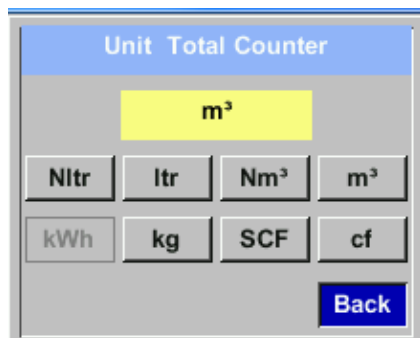 Unit Total Counter
m³
Nltr ltr Nm³ m³
kWh kg SCF cf
Back